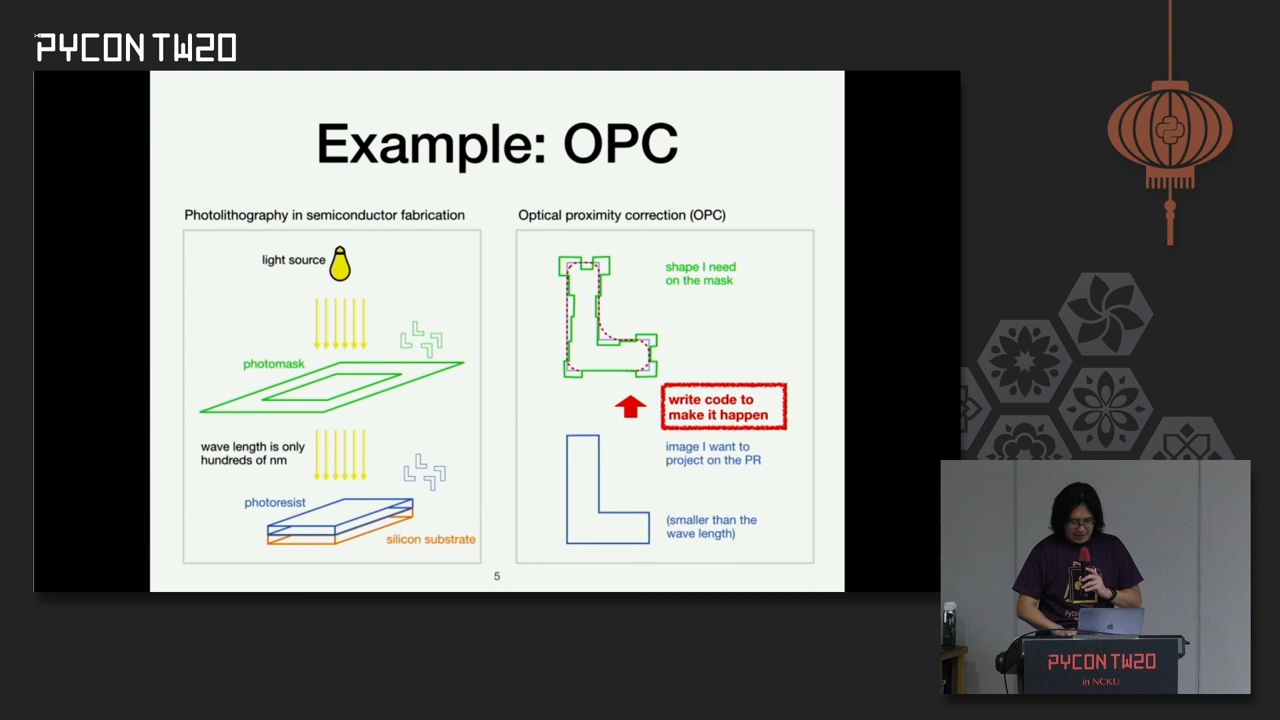 PYCON TW20
Example: OPC
Photolithography in semiconductor fabrication
light source
photomask
wave length is only
hundreds of nm
photoresist
silicon substrate
Optical proximity correction (OPC)
shape I need
on the mask
write code to
make it happen
image I want to
project on the PR
(smaller than the
wave length)
5
PYCON TW20
in NCKU